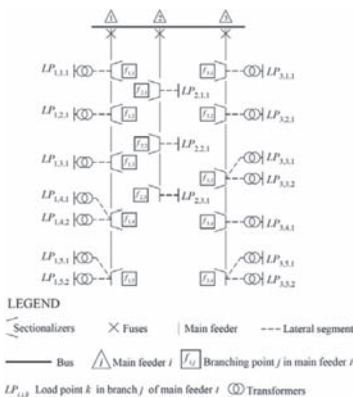 1 2 3
LP1,1,1 f1,1 f3,1 LP3,1,1
f2,1 LP2,1,1
LP1,2,1 f1,2 f3,2 LP3,2,1
f2,2 LP2,2,1
LP1,3,1 f1,3 LP3,3,1
f3,3 LP3,3,2
LP1,4,1 f2,3 LP2,3,1
LP1,4,2 f1,4 f3,4 LP3,4,1
LP1,5,1 LP3,5,1
LP1,5,2 f1,5 LP3,5,2
LEGEND
Sectionalizers Fuses Main feeder Lateral segment
Bus i Main feeder i fi,j Branching point j in main feeder i
LPi,j,k Load point k in branch j of main feeder i Transformers